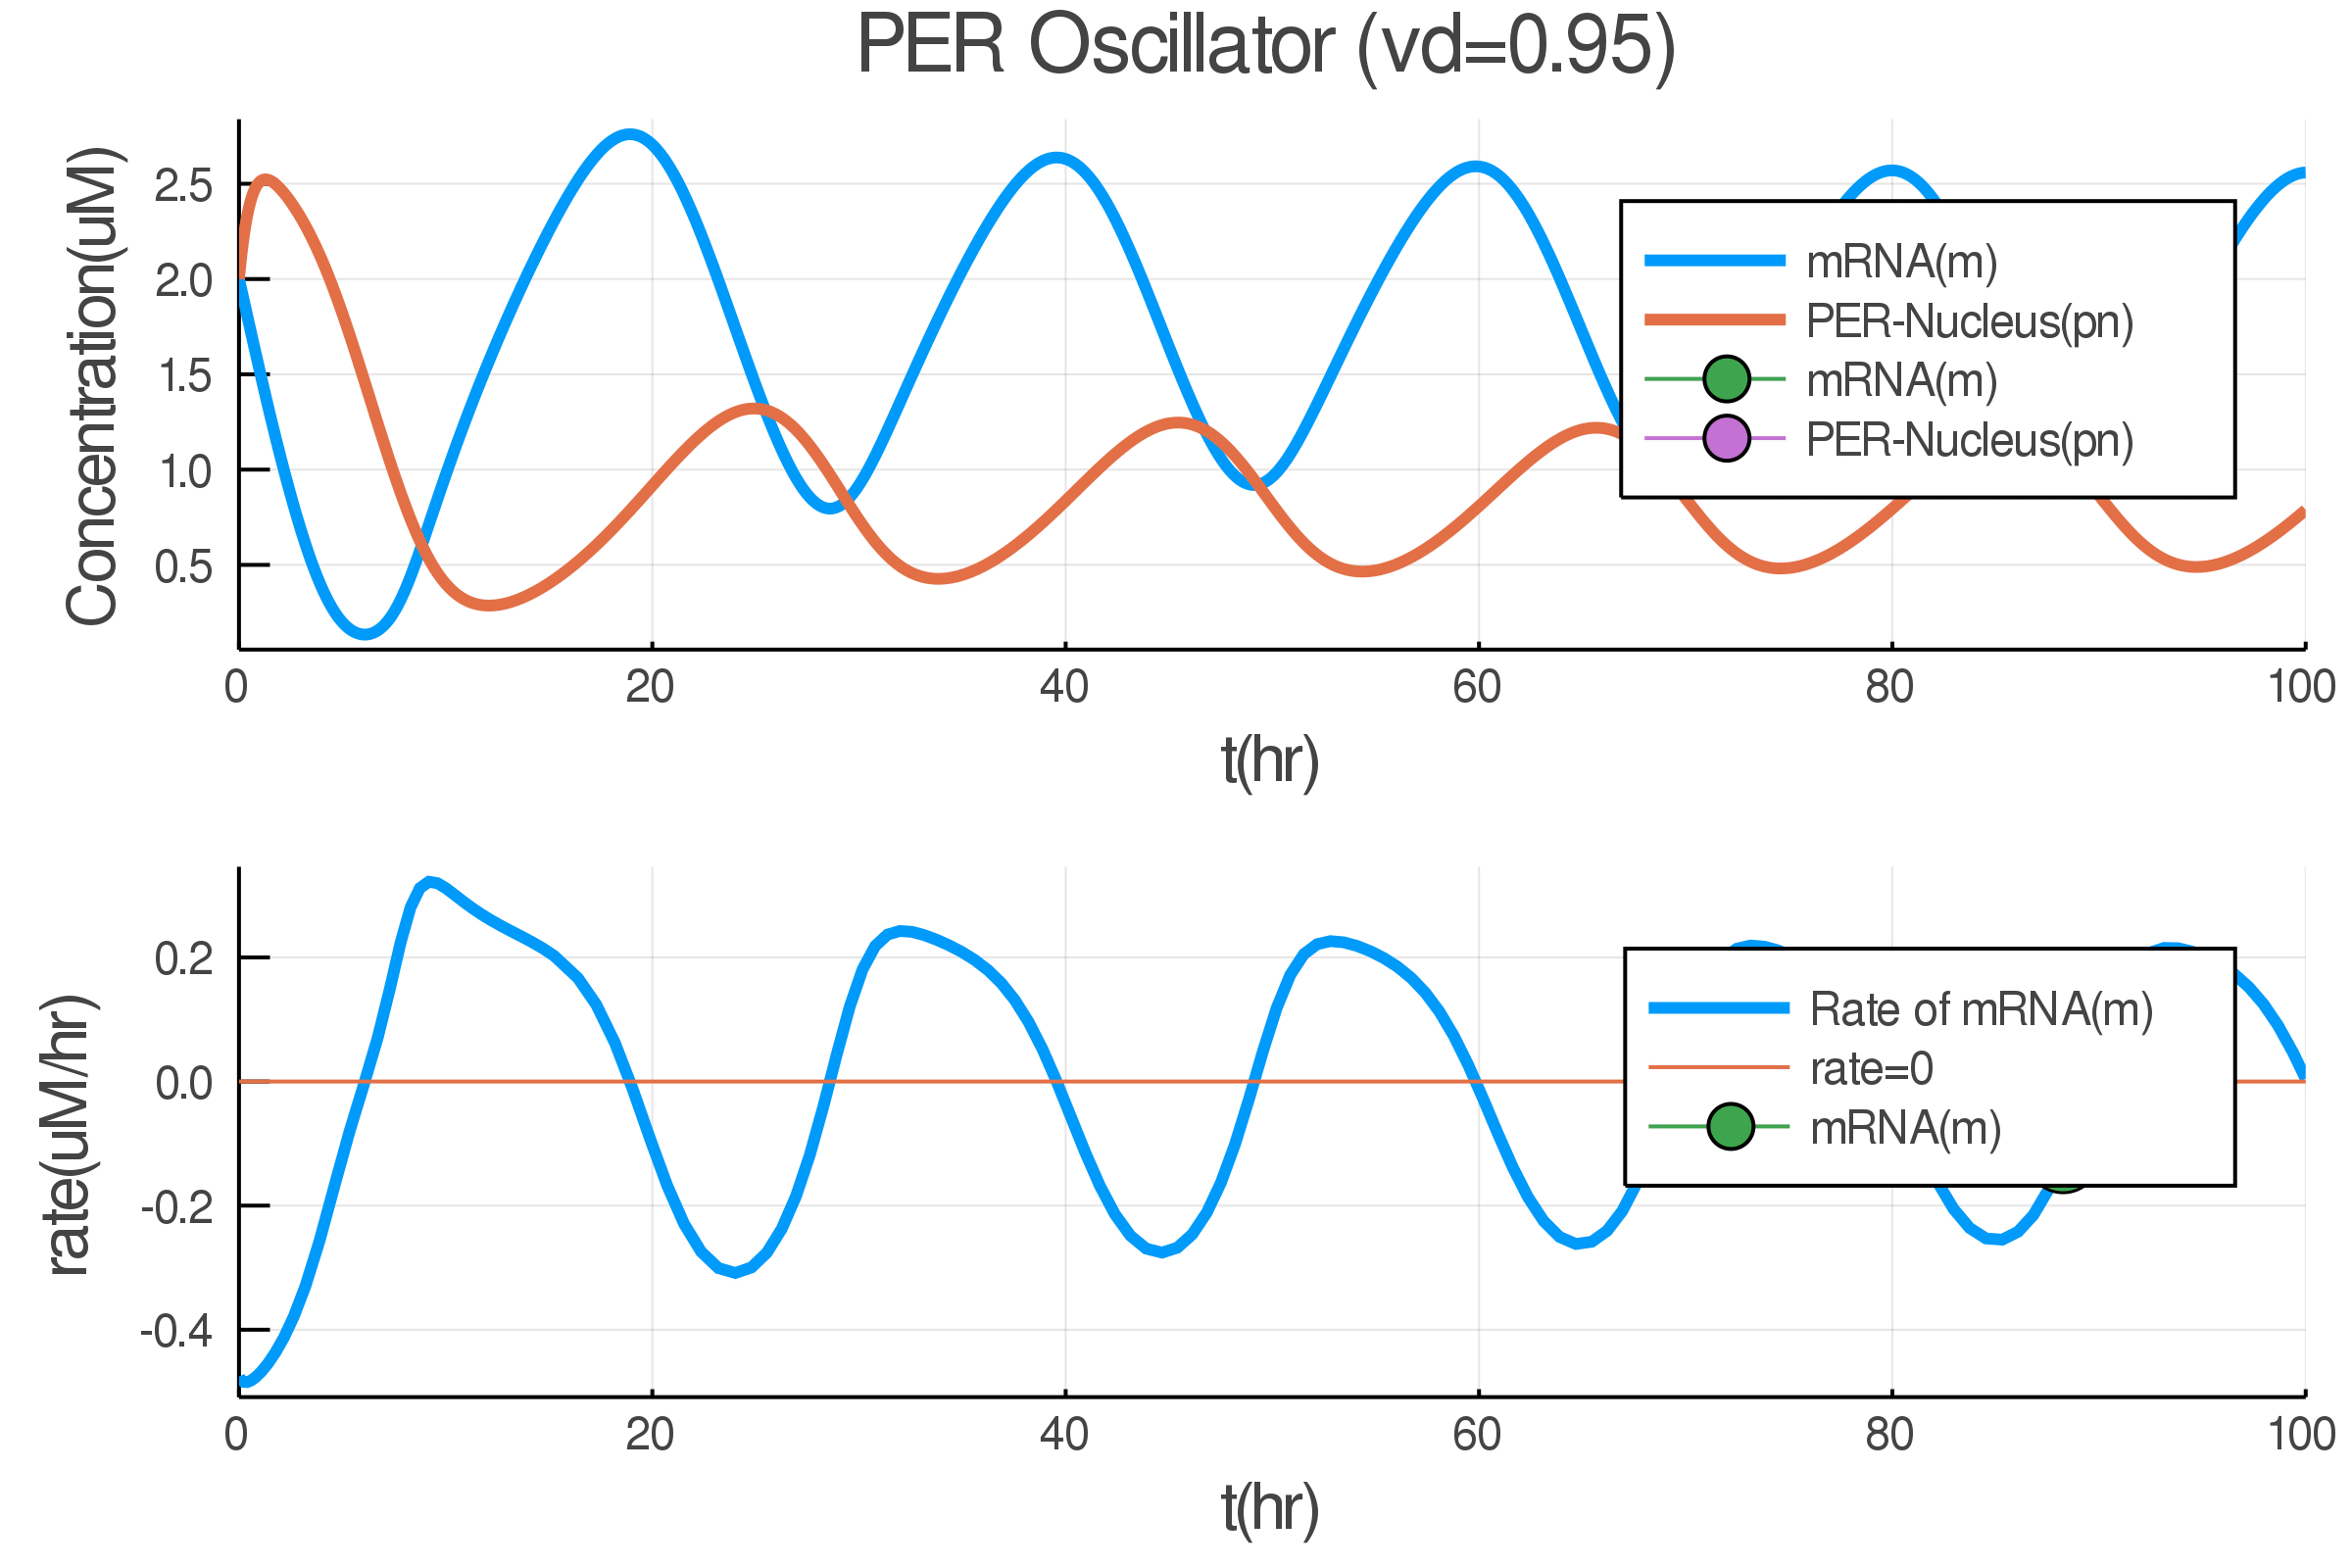 PER Oscillator (vd=0.95)
Concentration(uM)
2.5
2.0
1.5
1.0
0.5
mRNA(m)
PER-Nucleus(pn)
mRNA(m)
PER-Nucleus(pn)
0 20 40 60 80 100
t(hr)
rate(uM/hr)
0.2
0.0
-0.2
-0.4
Rate of mRNA(m)
rate=0
mRNA(m)
0 20 40 60 80 100
t(hr)